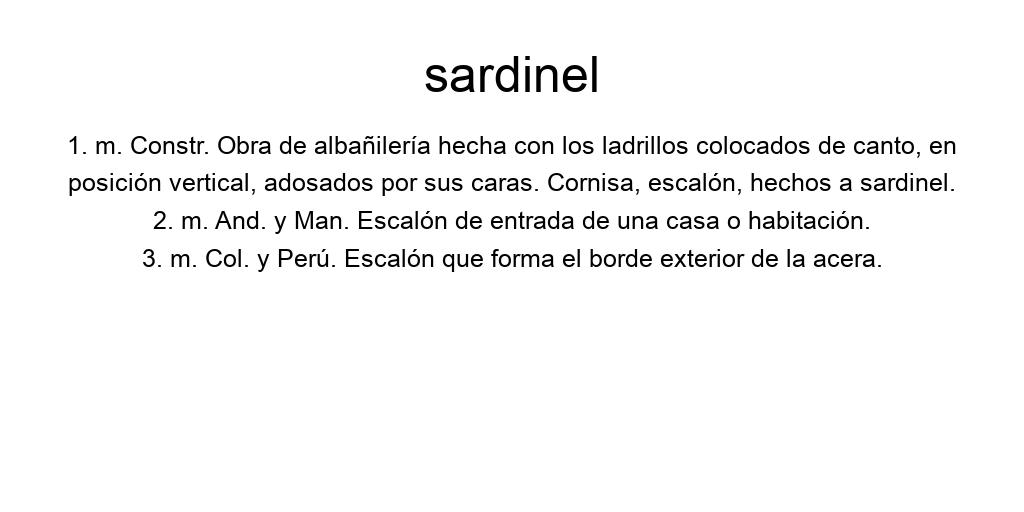 sardinel
1. m. Constr. Obra de albañilería hecha con los ladrillos colocados de canto, en
posición vertical, adosados por sus caras. Cornisa, escalón, hechos a sardinel.
2. m. And. y Man. Escalón de entrada de una casa o habitación.
3. m. Col. y Perú. Escalón que forma el borde exterior de la acera.